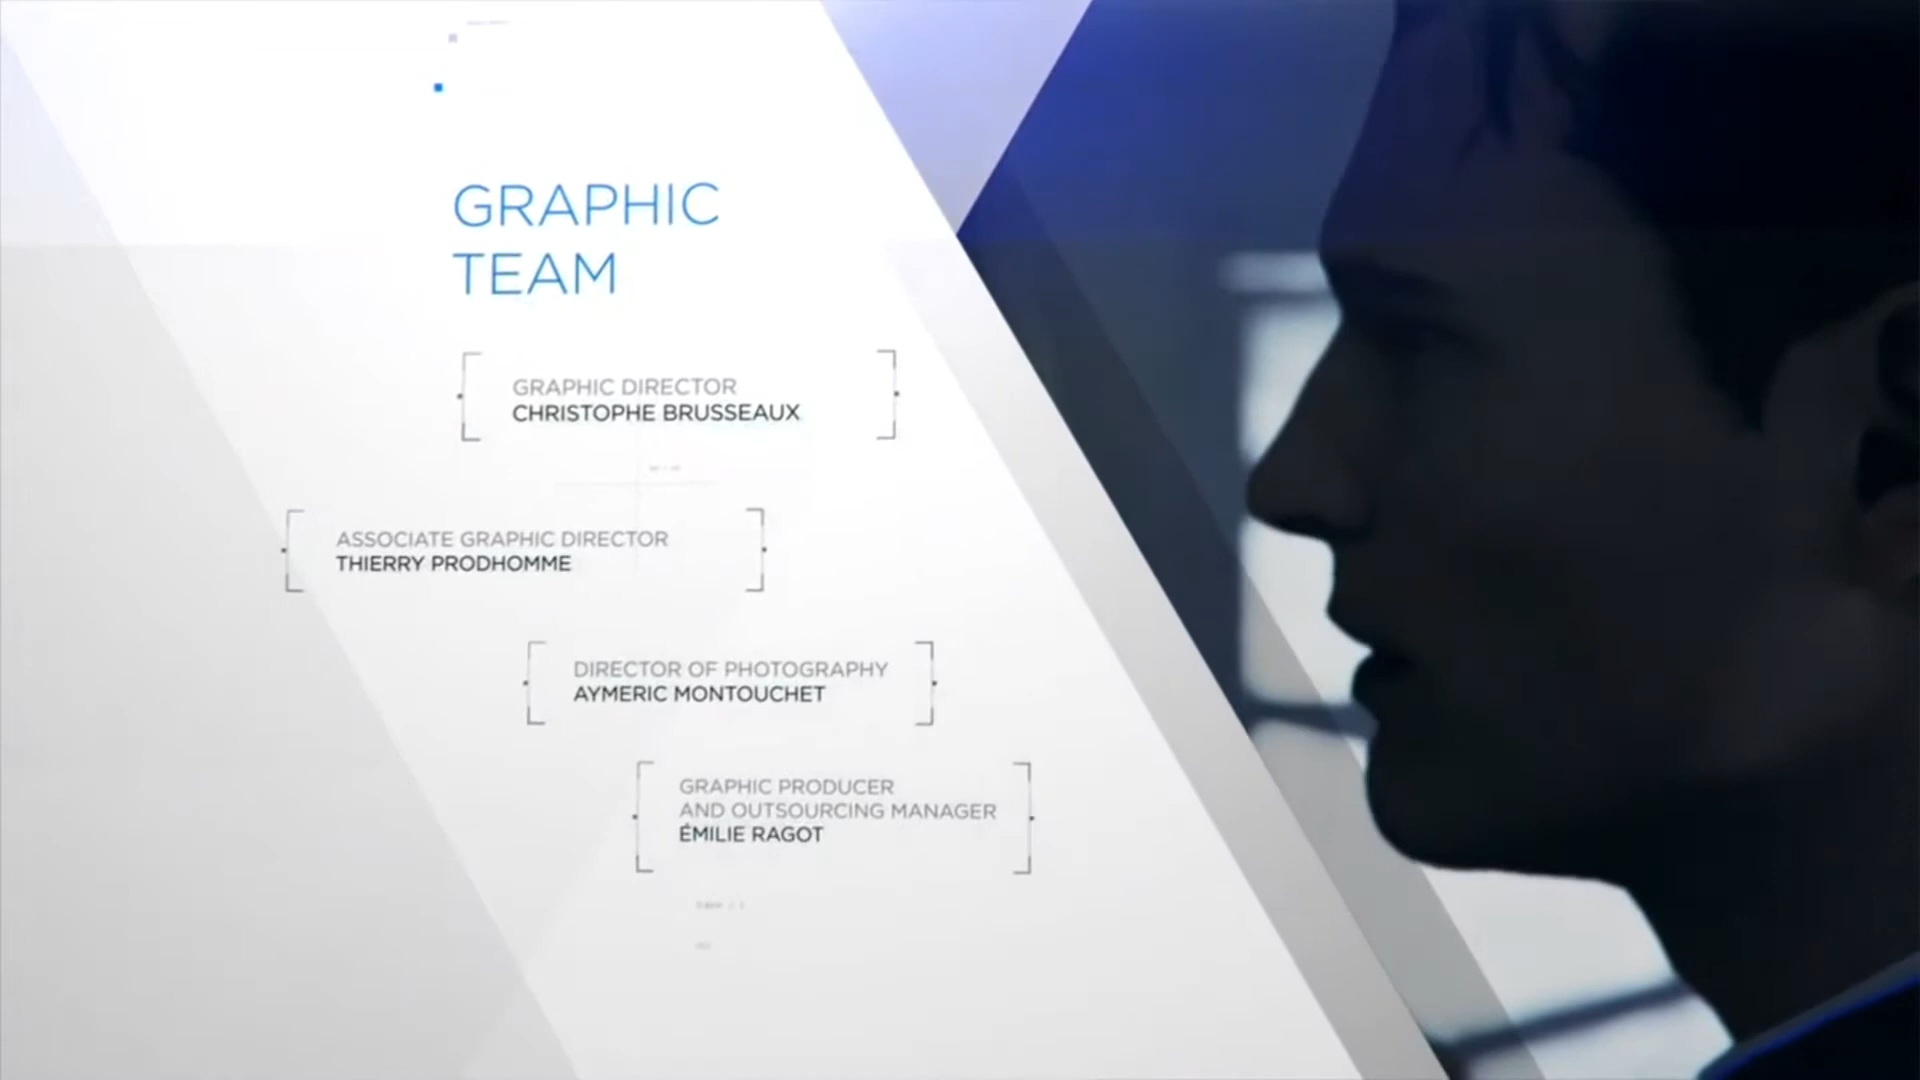 GRAPHIC
TEAM
GRAPHIC DIRECTOR
CHRISTOPHE BRUSSEAUX
ASSOCIATE GRAPHIC DIRECTOR
THIERRY PRODHOMME
DIRECTOR OF PHOTOGRAPHY
AYMERIC MONTOUCHET
GRAPHIC PRODUCER
AND OUTSOURCING MANAGER
ÉMILIE RAGOT